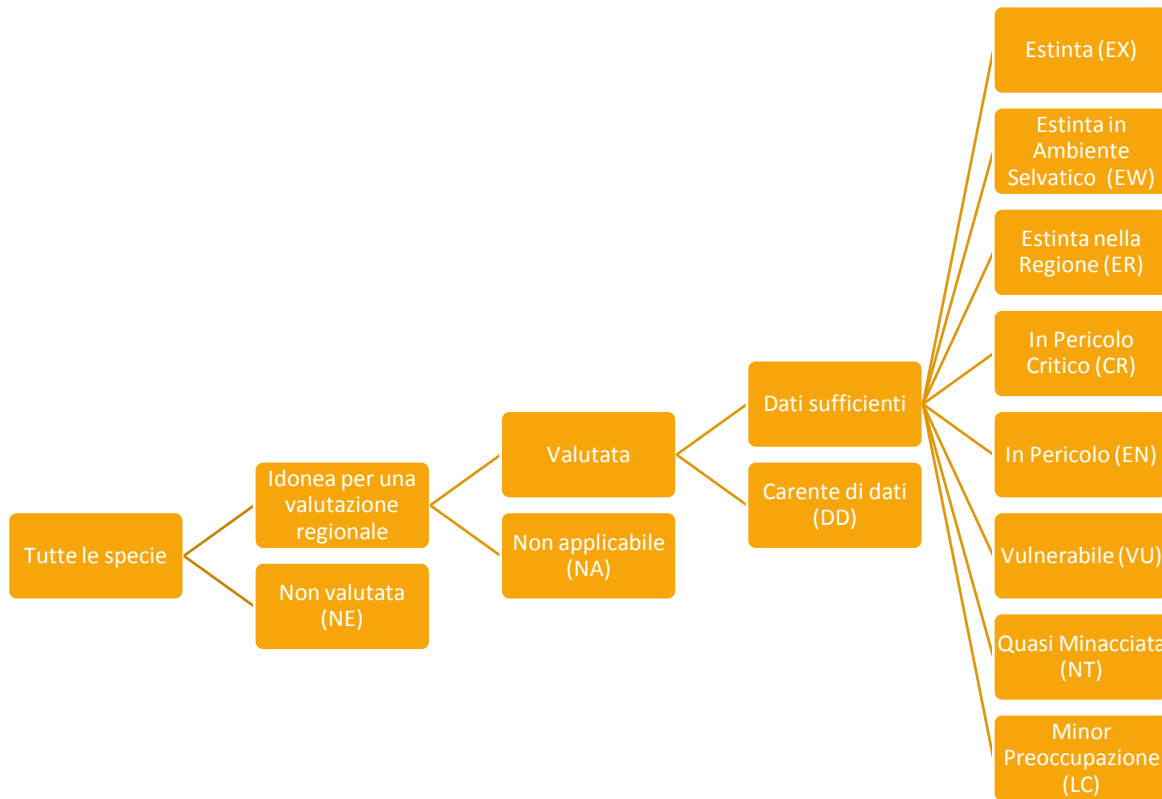 Tutte le specie
Idonea per una
valutazione
regionale
Non valutata
(NE)
Valutata
Non applicabile
(NA)
Dati sufficienti
Carente di dati
(DD)
Estinta (EX)
Estinta in
Ambiente
Selvatico (EW)
Estinta nella
Regione (ER)
In Pericolo
Critico (CR)
In Pericolo (EN)
Vulnerabile (VU)
Quasi Minacciata
(NT)
Minor
Preoccupazione
(LC)